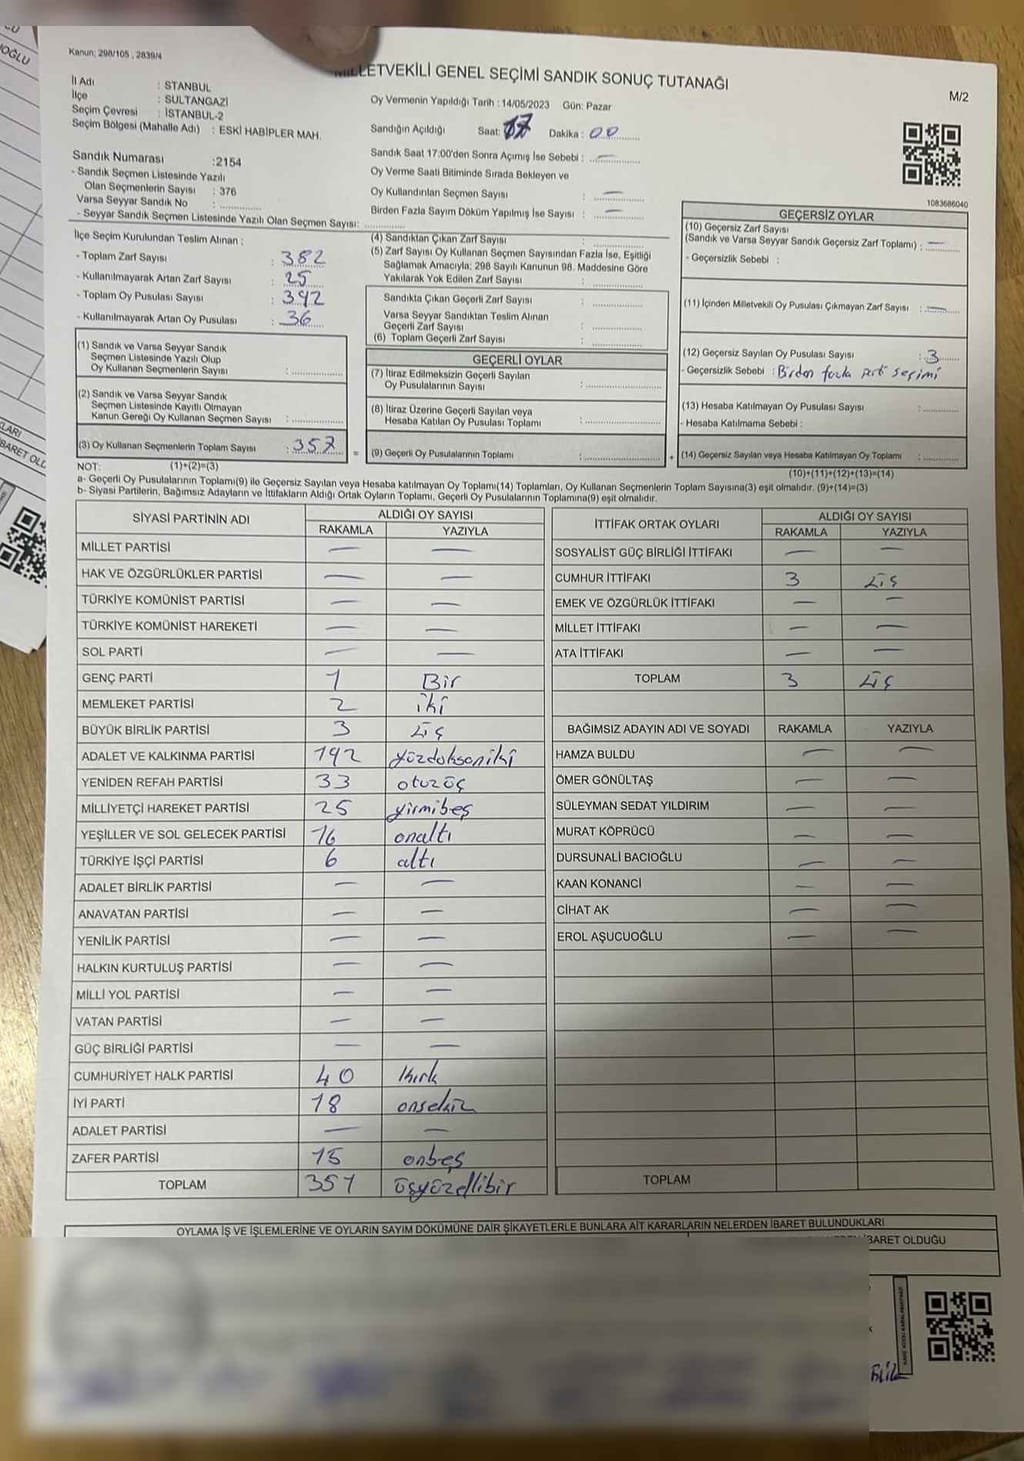 Kanun: 298/105 , 2839/4
MİLLETVEKİLİ GENEL SEÇİMİ SANDIK SONUÇ TUTANAĞI
M/2
İl Adı : STANBUL
İlçe : SULTANGAZİ
Seçim Çevresi : İSTANBUL-2
Seçim Bölgesi (Mahalle Adı) : ESKİ HABİPLER MAH.
Oy Vermenin Yapıldığı Tarih : 14/05/2023 Gün: Pazar
Sandığın Açıldığı Saat: 17 Dakika : 00
Sandık Saat 17:00'den Sonra Açımış İse Sebebi : —
Oy Verme Saati Bitiminde Sırada Bekleyen ve
Oy Kullandırılan Seçmen Sayısı : —
Birden Fazla Sayım Döküm Yapılmış İse Sayısı : —
Sandık Numarası :2154
- Sandık Seçmen Listesinde Yazılı
Olan Seçmenlerin Sayısı : 376
Varsa Seyyar Sandık No :
- Seyyar Sandık Seçmen Listesinde Yazılı Olan Seçmen Sayısı:
1083686040
İlçe Seçim Kurulundan Teslim Alınan :
- Toplam Zarf Sayısı : 382
- Kullanılmayarak Artan Zarf Sayısı : 25
- Toplam Oy Pusulası Sayısı : 392
- Kullanılmayarak Artan Oy Pusulası : 36
(1) Sandık ve Varsa Seyyar Sandık
Seçmen Listesinde Yazılı Olup
Oy Kullanan Seçmenlerin Sayısı :
(2) Sandık ve Varsa Seyyar Sandık
Seçmen Listesinde Kayıtlı Olmayan
Kanun Gereği Oy Kullanan Seçmen Sayısı :
(3) Oy Kullanan Seçmenlerin Toplam Sayısı : 357
(4) Sandıktan Çıkan Zarf Sayısı :
(5) Zarf Sayısı Oy Kullanan Seçmen Sayısından Fazla İse, Eşitliği
Sağlamak Amacıyla; 298 Sayılı Kanunun 98. Maddesine Göre
Yakılarak Yok Edilen Zarf Sayısı :
Sandıkta Çıkan Geçerli Zarf Sayısı :
Varsa Seyyar Sandıktan Teslim Alınan
Geçerli Zarf Sayısı :
(6) Toplam Geçerli Zarf Sayısı :
GEÇERLİ OYLAR
(7) İtiraz Edilmeksizin Geçerli Sayılan
Oy Pusulalarının Sayısı :
(8) İtiraz Üzerine Geçerli Sayılan veya
Hesaba Katılan Oy Pusulası Toplamı :
= (9) Geçerli Oy Pusulalarının Toplamı :
GEÇERSİZ OYLAR
(10) Geçersiz Zarf Sayısı
(Sandık ve Varsa Seyyar Sandık Geçersiz Zarf Toplamı) : —
- Geçersizlik Sebebi :
(11) İçinden Milletvekili Oy Pusulası Çıkmayan Zarf Sayısı : —
(12) Geçersiz Sayılan Oy Pusulası Sayısı : 3
- Geçersizlik Sebebi : Birden fazla parti seçimi
(13) Hesaba Katılmayan Oy Pusulası Sayısı :
- Hesaba Katılmama Sebebi :
+ (14) Geçersiz Sayılan veya Hesaba Katılmayan Oy Toplamı :
NOT: (1)+(2)=(3)
(10)+(11)+(12)+(13)=(14)
a- Geçerli Oy Pusulalarının Toplamı(9) ile Geçersiz Sayılan veya Hesaba katılmayan Oy Toplamı(14) Toplamları, Oy Kullanan Seçmenlerin Toplam Sayısına(3) eşit olmalıdır. (9)+(14)=(3)
b- Siyasi Partilerin, Bağımsız Adayların ve İttifakların Aldığı Ortak Oyların Toplamı, Geçerli Oy Pusulalarının Toplamına(9) eşit olmalıdır.
SİYASİ PARTİNİN ADI ALDIĞI OY SAYISI
RAKAMLA YAZIYLA
MİLLET PARTİSİ — —
HAK VE ÖZGÜRLÜKLER PARTİSİ — —
TÜRKİYE KOMÜNİST PARTİSİ — —
TÜRKİYE KOMÜNİST HAREKETİ — —
SOL PARTİ — —
GENÇ PARTİ 1 Bir
MEMLEKET PARTİSİ 2 iki
BÜYÜK BİRLİK PARTİSİ 3 üç
ADALET VE KALKINMA PARTİSİ 192 yüzdoksaniki
YENİDEN REFAH PARTİSİ 33 otuzüç
MİLLİYETÇİ HAREKET PARTİSİ 25 yirmibeş
YEŞİLLER VE SOL GELECEK PARTİSİ 16 onaltı
TÜRKİYE İŞÇİ PARTİSİ 6 altı
ADALET BİRLİK PARTİSİ — —
ANAVATAN PARTİSİ — —
YENİLİK PARTİSİ — —
HALKIN KURTULUŞ PARTİSİ — —
MİLLİ YOL PARTİSİ — —
VATAN PARTİSİ — —
GÜÇ BİRLİĞİ PARTİSİ — —
CUMHURİYET HALK PARTİSİ 40 kırk
İYİ PARTİ 18 onsekiz
ADALET PARTİSİ — —
ZAFER PARTİSİ 15 onbeş
TOPLAM 351 üçyüzellibir
İTTİFAK ORTAK OYLARI ALDIĞI OY SAYISI
RAKAMLA YAZIYLA
SOSYALİST GÜÇ BİRLİĞİ İTTİFAKI — —
CUMHUR İTTİFAKI 3 üç
EMEK VE ÖZGÜRLÜK İTTİFAKI — —
MİLLET İTTİFAKI — —
ATA İTTİFAKI — —
TOPLAM 3 üç
BAĞIMSIZ ADAYIN ADI VE SOYADI RAKAMLA YAZIYLA
HAMZA BULDU — —
ÖMER GÖNÜLTAŞ — —
SÜLEYMAN SEDAT YILDIRIM — —
MURAT KÖPRÜCÜ — —
DURSUNALİ BACIOĞLU — —
KAAN KONANCİ — —
CİHAT AK — —
EROL AŞUCUOĞLU — —
TOPLAM
OYLAMA İŞ VE İŞLEMLERİNE VE OYLARIN SAYIM DÖKÜMÜNE DAİR ŞİKAYETLERLE BUNLARA AİT KARARLARIN NELERDEN İBARET BULUNDUKLARI
İBARET OLDUĞU